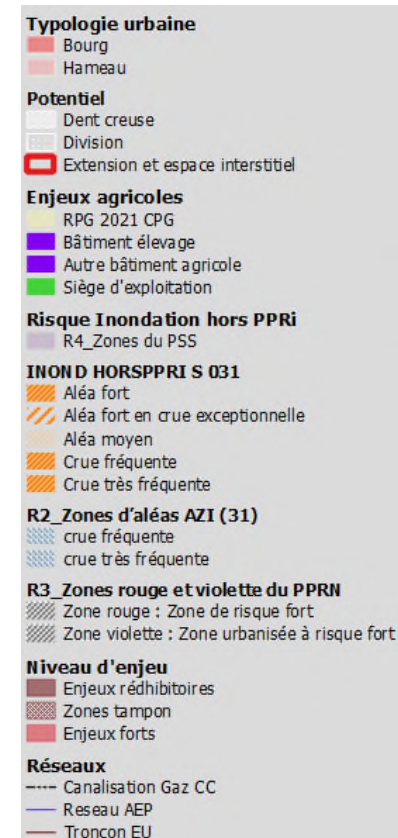 Typologie urbaine
Bourg
Hameau
Potentiel
Dent creuse
Division
Extension et espace interstitiel
Enjeux agricoles
RPG 2021 CPG
Bâtiment élevage
Autre bâtiment agricole
Siège d'exploitation
Risque Inondation hors PPRi
R4_Zones du PSS
INOND HORSPPRI S 031
Aléa fort
Aléa fort en crue exceptionnelle
Aléa moyen
Crue fréquente
Crue très fréquente
R2_Zones d'aléas AZI (31)
crue fréquente
crue très fréquente
R3_Zones rouge et violette du PPRN
Zone rouge : Zone de risque fort
Zone violette : Zone urbanisée à risque fort
Niveau d'enjeu
Enjeux rédhibitoires
Zones tampon
Enjeux forts
Réseaux
Canalisation Gaz CC
Reseau AEP
Troncon EU